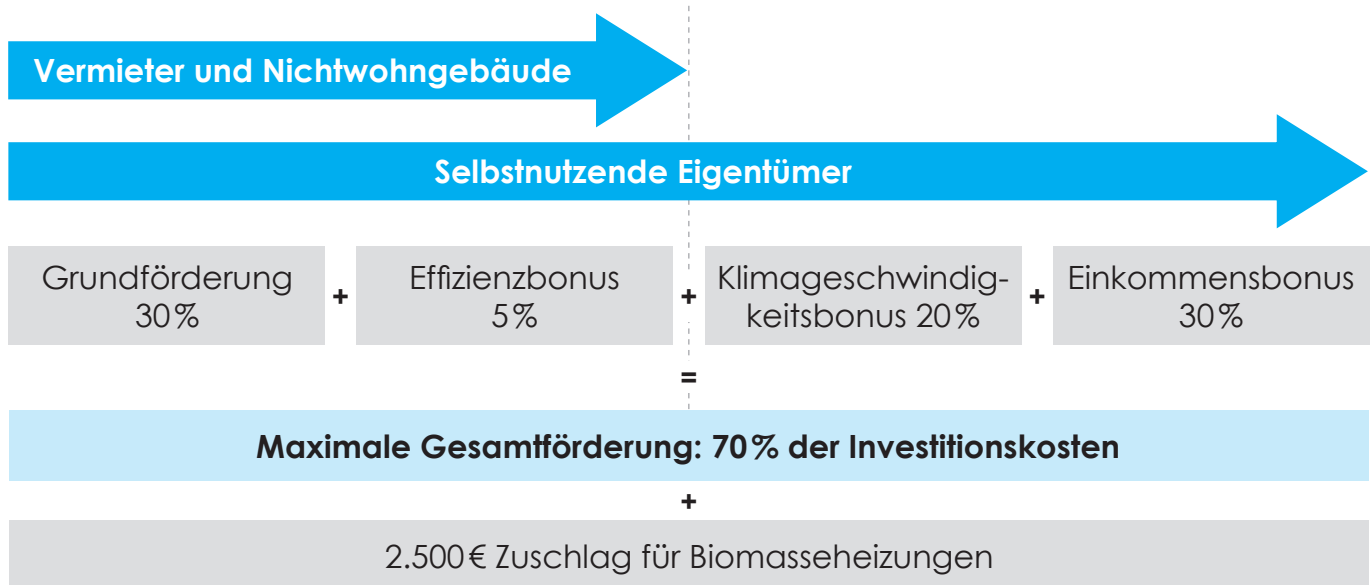 Vermieter und Nichtwohngebäude
Selbstnutzende Eigentümer
Grundförderung
30 %
+
Effizienzbonus
5 %
+
Klimageschwindig-
keitsbonus 20 %
+
Einkommensbonus
30 %
=
Maximale Gesamtförderung: 70 % der Investitionskosten
+
2.500 € Zuschlag für Biomasseheizungen